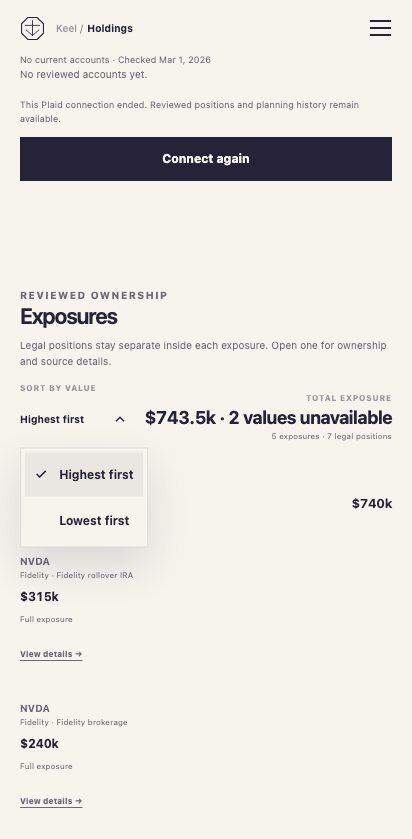 Keel / Holdings
No current accounts · Checked Mar 1, 2026
No reviewed accounts yet.
This Plaid connection ended. Reviewed positions and planning history remain
available.
Connect again
REVIEWED OWNERSHIP
Exposures
Legal positions stay separate inside each exposure. Open one for ownership
and source details.
SORT BY VALUE
TOTAL EXPOSURE
Highest first
$743.5k · 2 values unavailable
5 exposures · 7 legal positions
Highest first
$740k
Lowest first
NVDA
Fidelity · Fidelity rollover IRA
$315k
Full exposure
View details →
NVDA
Fidelity · Fidelity brokerage
$240k
Full exposure
View details →